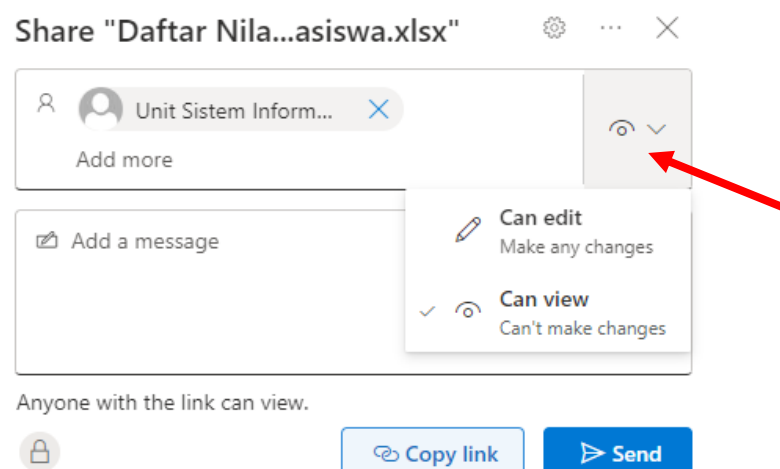 Share "Daftar Nila...asiswa.xlsx"
Unit Sistem Inform...
Add more
Can edit
Make any changes
Add a message
Can view
Can't make changes
Anyone with the link can view.
Copy link
Send